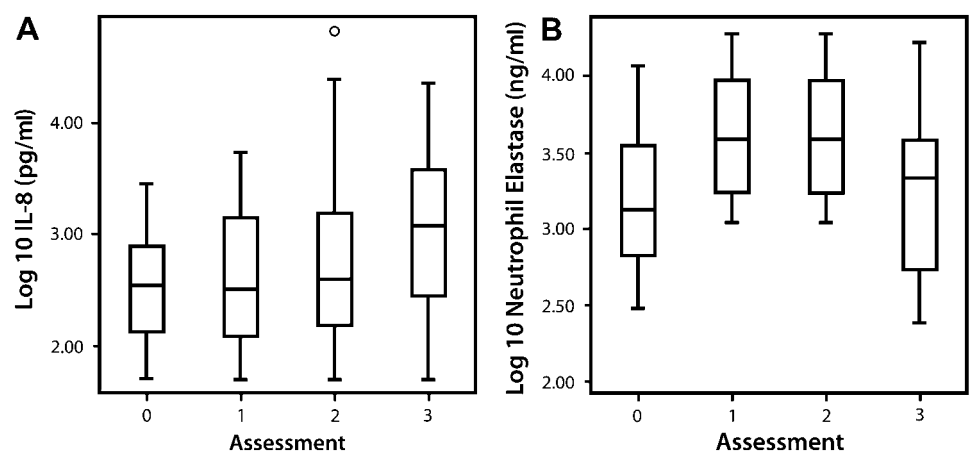 A
Log 10 IL-8 (pg/ml)
4.00
3.00
2.00
0 1 2 3
Assessment
B
Log 10 Neutrophil Elastase (ng/ml)
4.00
3.50
3.00
2.50
2.00
0 1 2 3
Assessment